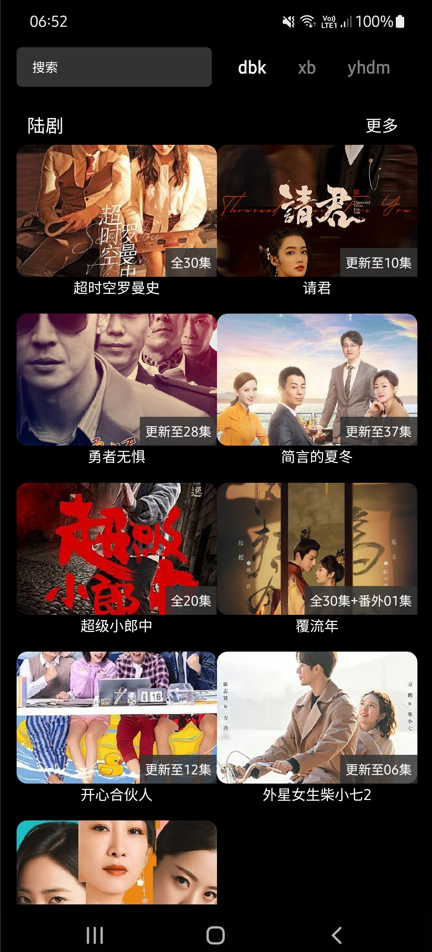 06:52
Vo))
LTE1
100%
搜索
dbk
xb
yhdm
陆剧
更多
超时空罗曼史
全30集
請君
更新至10集
超时空罗曼史
请君
更新至28集
更新至37集
勇者无惧
简言的夏冬
超级小郎中
全20集
全30集+番外01集
超级小郎中
覆流年
16
更新至12集
更新至06集
开心合伙人
外星女生柴小七2